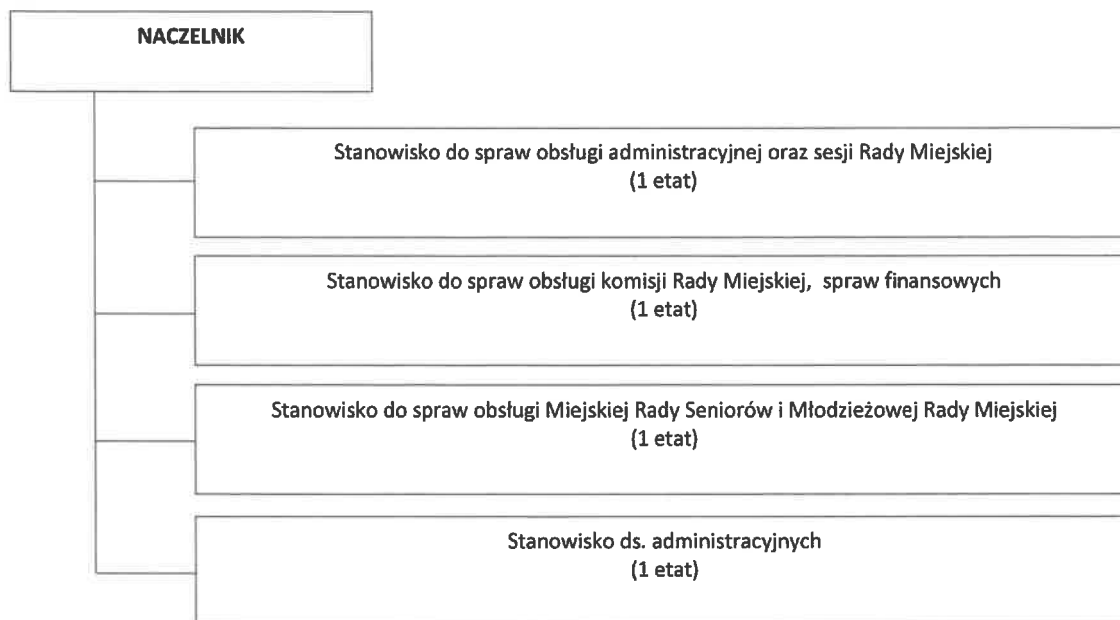 NACZELNIK
Stanowisko do spraw obsługi administracyjnej oraz sesji Rady Miejskiej
(1 etat)
Stanowisko do spraw obsługi komisji Rady Miejskiej, spraw finansowych
(1 etat)
Stanowisko do spraw obsługi Miejskiej Rady Seniorów i Młodzieżowej Rady Miejskiej
(1 etat)
Stanowisko ds. administracyjnych
(1 etat)